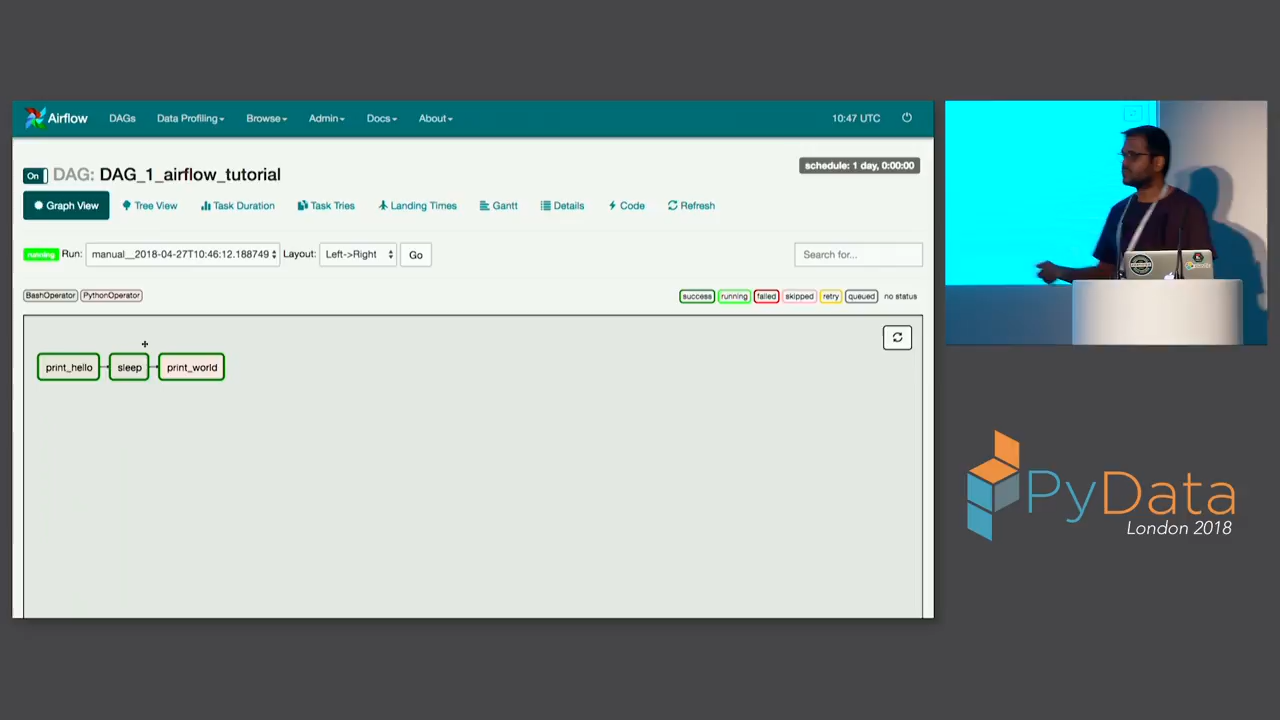 Airflow DAGs Data Profiling Browse Admin Docs About 10:47 UTC
On DAG: DAG_1_airflow_tutorial schedule: 1 day, 0:00:00
Graph View Tree View Task Duration Task Tries Landing Times Gantt Details Code Refresh
running Run: manual__2018-04-27T10:46:12.188749 Layout: Left->Right Go Search for...
BashOperator PythonOperator success running failed skipped retry queued no status
print_hello sleep print_world
PyData
London 2018